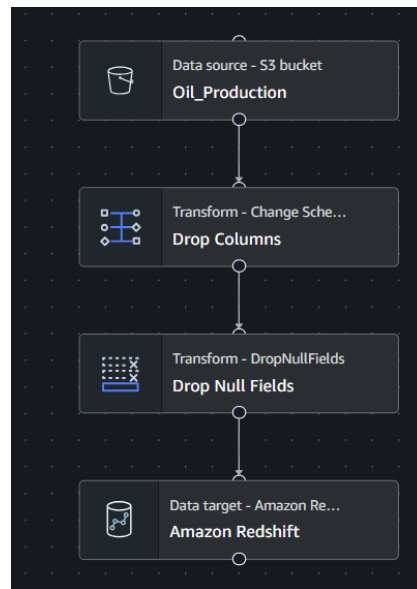 Data source - S3 bucket
Oil_Production
Transform - Change Sche...
Drop Columns
Transform - DropNullFields
Drop Null Fields
Data target - Amazon Re...
Amazon Redshift